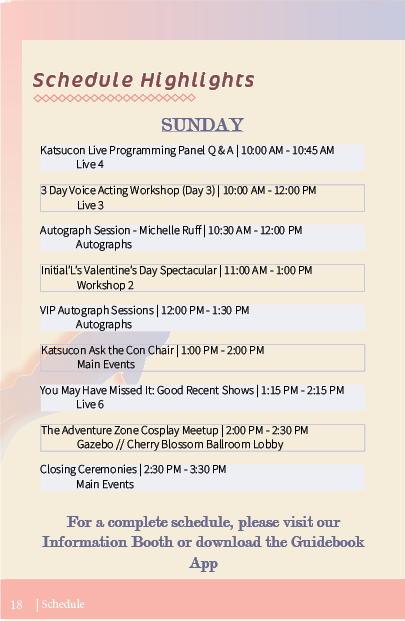 Schedule Highlights
SUNDAY
Katsucon Live Programming Panel Q & A | 10:00 AM - 10:45 AM
Live 4
3 Day Voice Acting Workshop (Day 3) | 10:00 AM - 12:00 PM
Live 3
Autograph Session - Michelle Ruff | 10:30 AM - 12:00 PM
Autographs
Initial'L's Valentine's Day Spectacular | 11:00 AM - 1:00 PM
Workshop 2
VIP Autograph Sessions | 12:00 PM - 1:30 PM
Autographs
Katsucon Ask the Con Chair | 1:00 PM - 2:00 PM
Main Events
You May Have Missed It: Good Recent Shows | 1:15 PM - 2:15 PM
Live 6
The Adventure Zone Cosplay Meetup | 2:00 PM - 2:30 PM
Gazebo // Cherry Blossom Ballroom Lobby
Closing Ceremonies | 2:30 PM - 3:30 PM
Main Events
For a complete schedule, please visit our
Information Booth or download the Guidebook
App
18 | Schedule